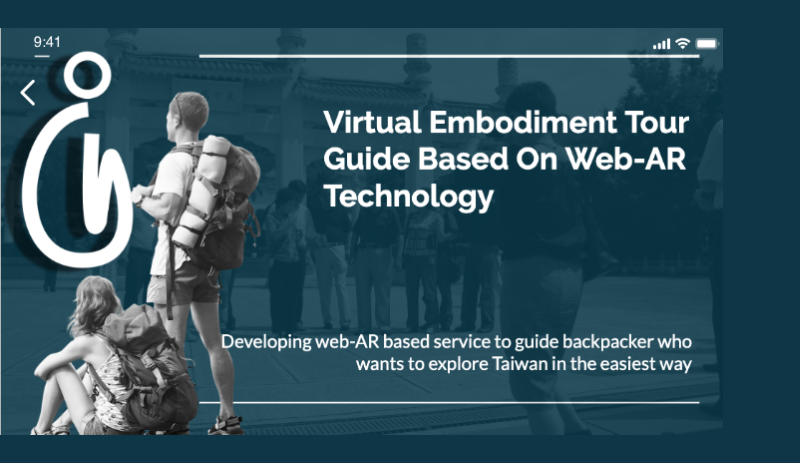 9:41
Virtual Embodiment Tour
Guide Based On Web-AR
Technology
Developing web-AR based service to guide backpacker who
wants to explore Taiwan in the easiest way